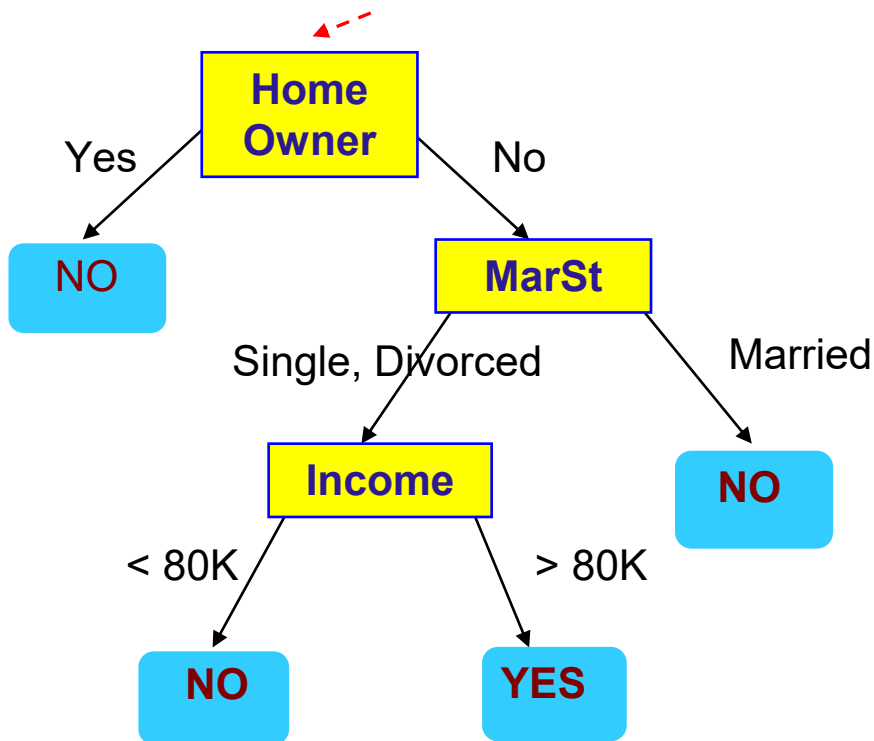 Home
Owner
Yes
No
NO
MarSt
Single, Divorced
Married
Income
NO
< 80K
> 80K
NO
YES